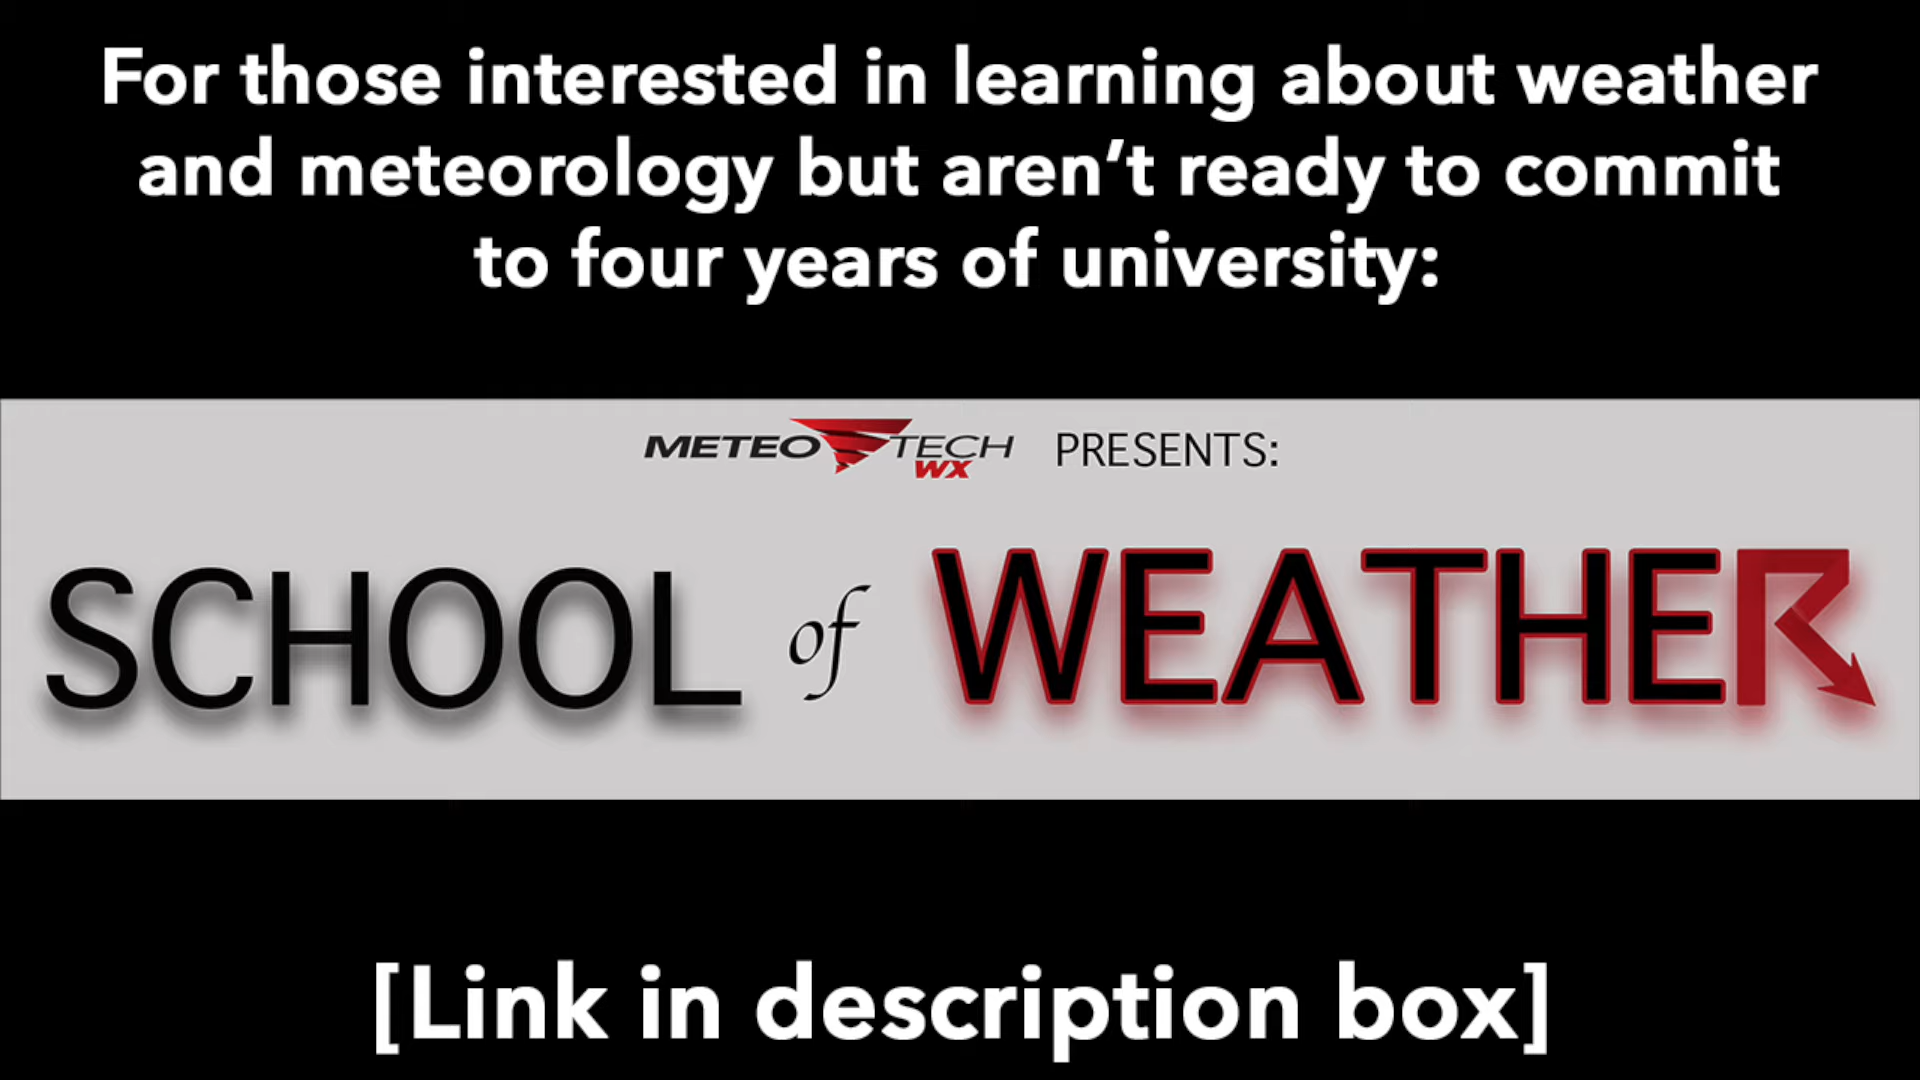 For those interested in learning about weather
and meteorology but aren’t ready to commit
to four years of university:
METEO TECH WX PRESENTS:
SCHOOL of WEATHER
[Link in description box]